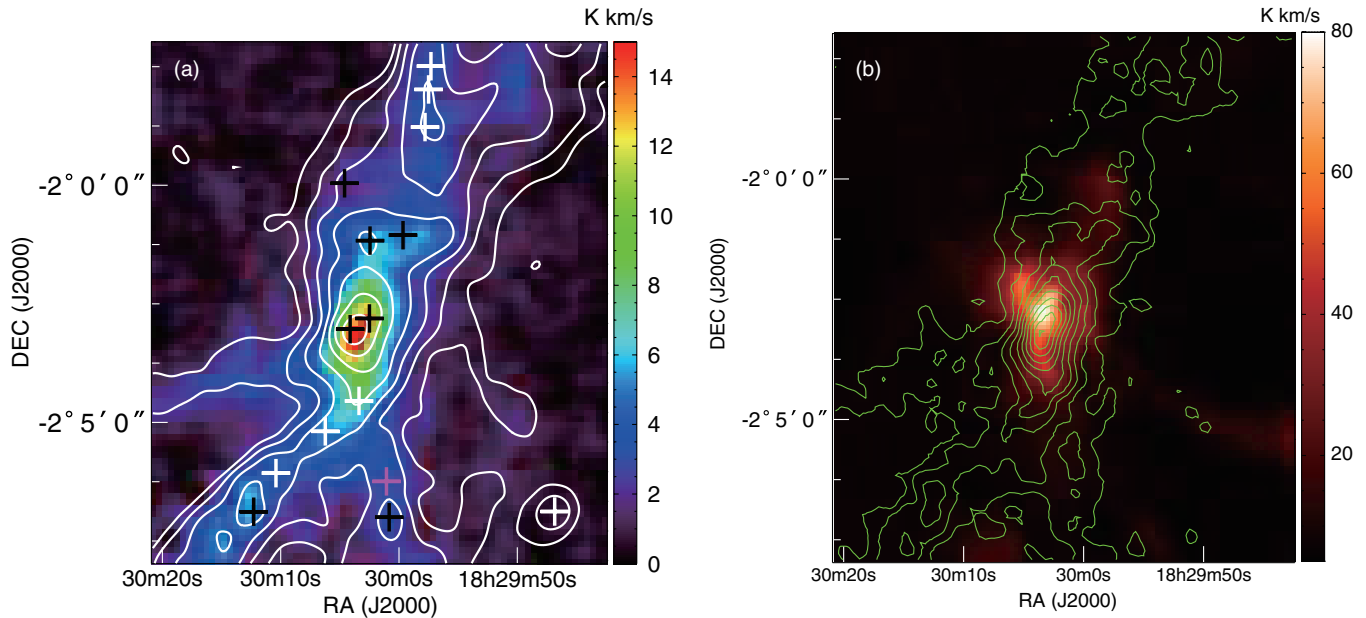 K km/s
(a)
14
12
10
8
6
4
2
0
-2° 0′ 0″
-2° 5′ 0″
DEC (J2000)
30m20s 30m10s 30m00s 18h29m50s
RA (J2000)
K km/s
(b)
80
60
40
20
-2° 0′ 0″
-2° 5′ 0″
DEC (J2000)
30m20s 30m10s 30m00s 18h29m50s
RA (J2000)